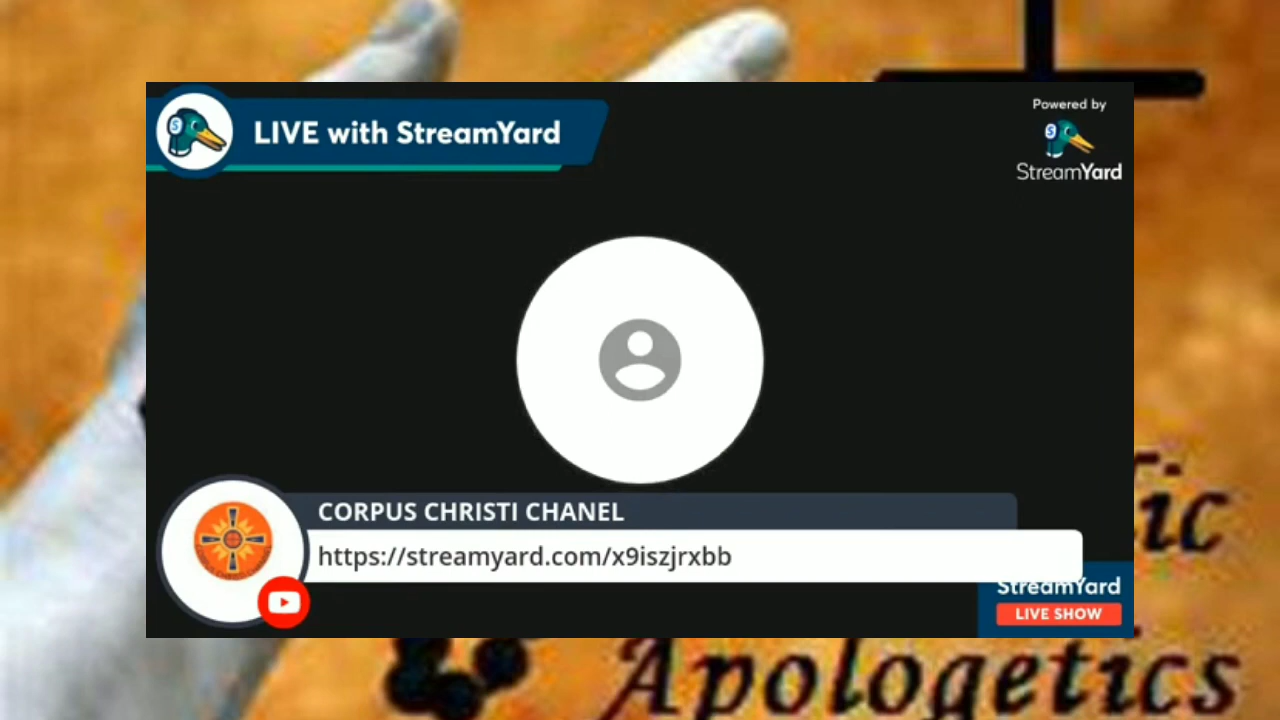 LIVE with StreamYard
Powered by
StreamYard
CORPUS CHRISTI CHANEL
https://streamyard.com/x9iszjrxbb
StreamYard
LIVE SHOW
Apologetics